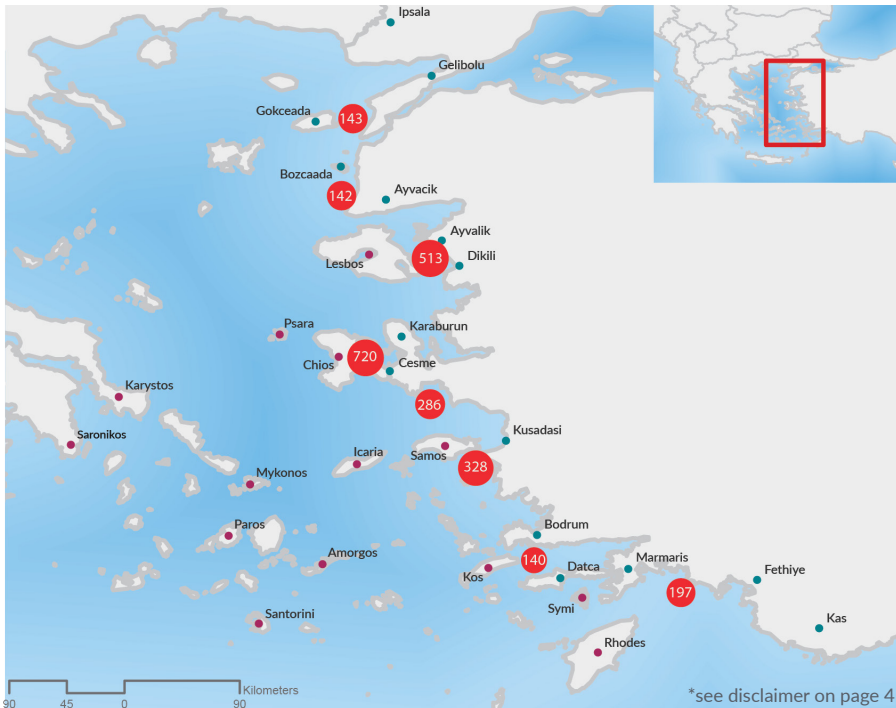 Ipsala
Gelibolu
Gokceada
143
Bozcaada
142
Ayvacik
Ayvalik
513
Lesbos
Dikili
Psara
Karaburun
720
Chios
Cesme
Karystos
286
Saronikos
Kusadasi
Samos
Icaria
328
Mykonos
Paros
Bodrum
Amorgos
140
Marmaris
Kos
Datca
Fethiye
197
Symi
Santorini
Kas
Rhodes
Kilometers
90 45 0 90
*see disclaimer on page 4